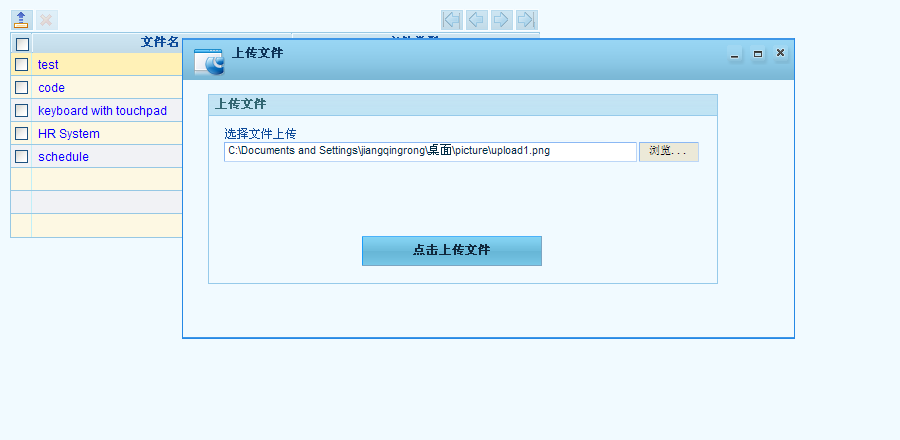 文件名
上传文件
test
code
keyboard with touchpad
HR System
schedule
上传文件
选择文件上传
C:\Documents and Settings\jiangqingrong\桌面\picture\upload1.png
浏览...
点击上传文件